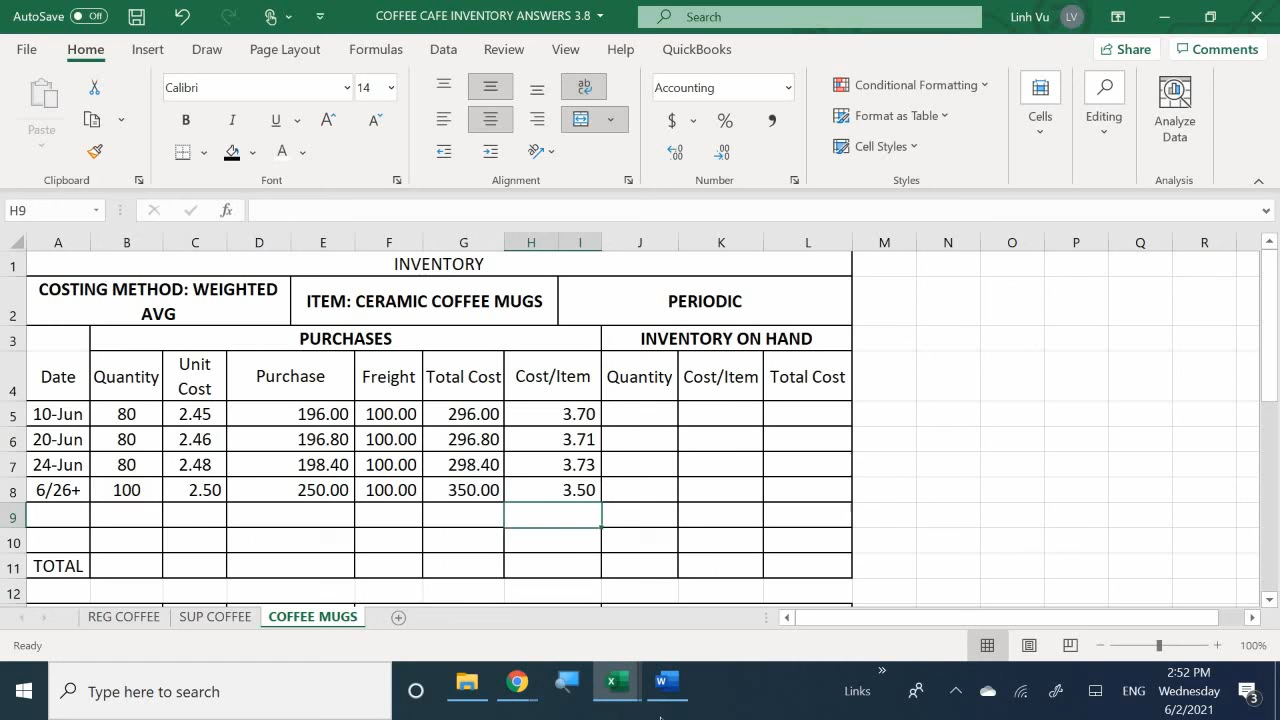 AutoSave Off COFFEE CAFE INVENTORY ANSWERS 3.8 Search Linh Vu LV
File Home Insert Draw Page Layout Formulas Data Review View Help QuickBooks Share Comments
Paste
Clipboard
Calibri 14
B I U A A
A
Font
ab
Alignment
Accounting
$ % ,
.00 .00
Number
Conditional Formatting
Format as Table
Cell Styles
Styles
Cells
Editing
Analyze Data
Analysis
H9 fx
A B C D E F G H I J K L M N O P Q R
1 INVENTORY
2 COSTING METHOD: WEIGHTED AVG ITEM: CERAMIC COFFEE MUGS PERIODIC
3 PURCHASES INVENTORY ON HAND
4 Date Quantity Unit Cost Purchase Freight Total Cost Cost/Item Quantity Cost/Item Total Cost
5 10-Jun 80 2.45 196.00 100.00 296.00 3.70
6 20-Jun 80 2.46 196.80 100.00 296.80 3.71
7 24-Jun 80 2.48 198.40 100.00 298.40 3.73
8 6/26+ 100 2.50 250.00 100.00 350.00 3.50
9
10
11 TOTAL
12
REG COFFEE SUP COFFEE COFFEE MUGS
Ready 100%
Type here to search Links ENG 2:52 PM
Wednesday
6/2/2021
3